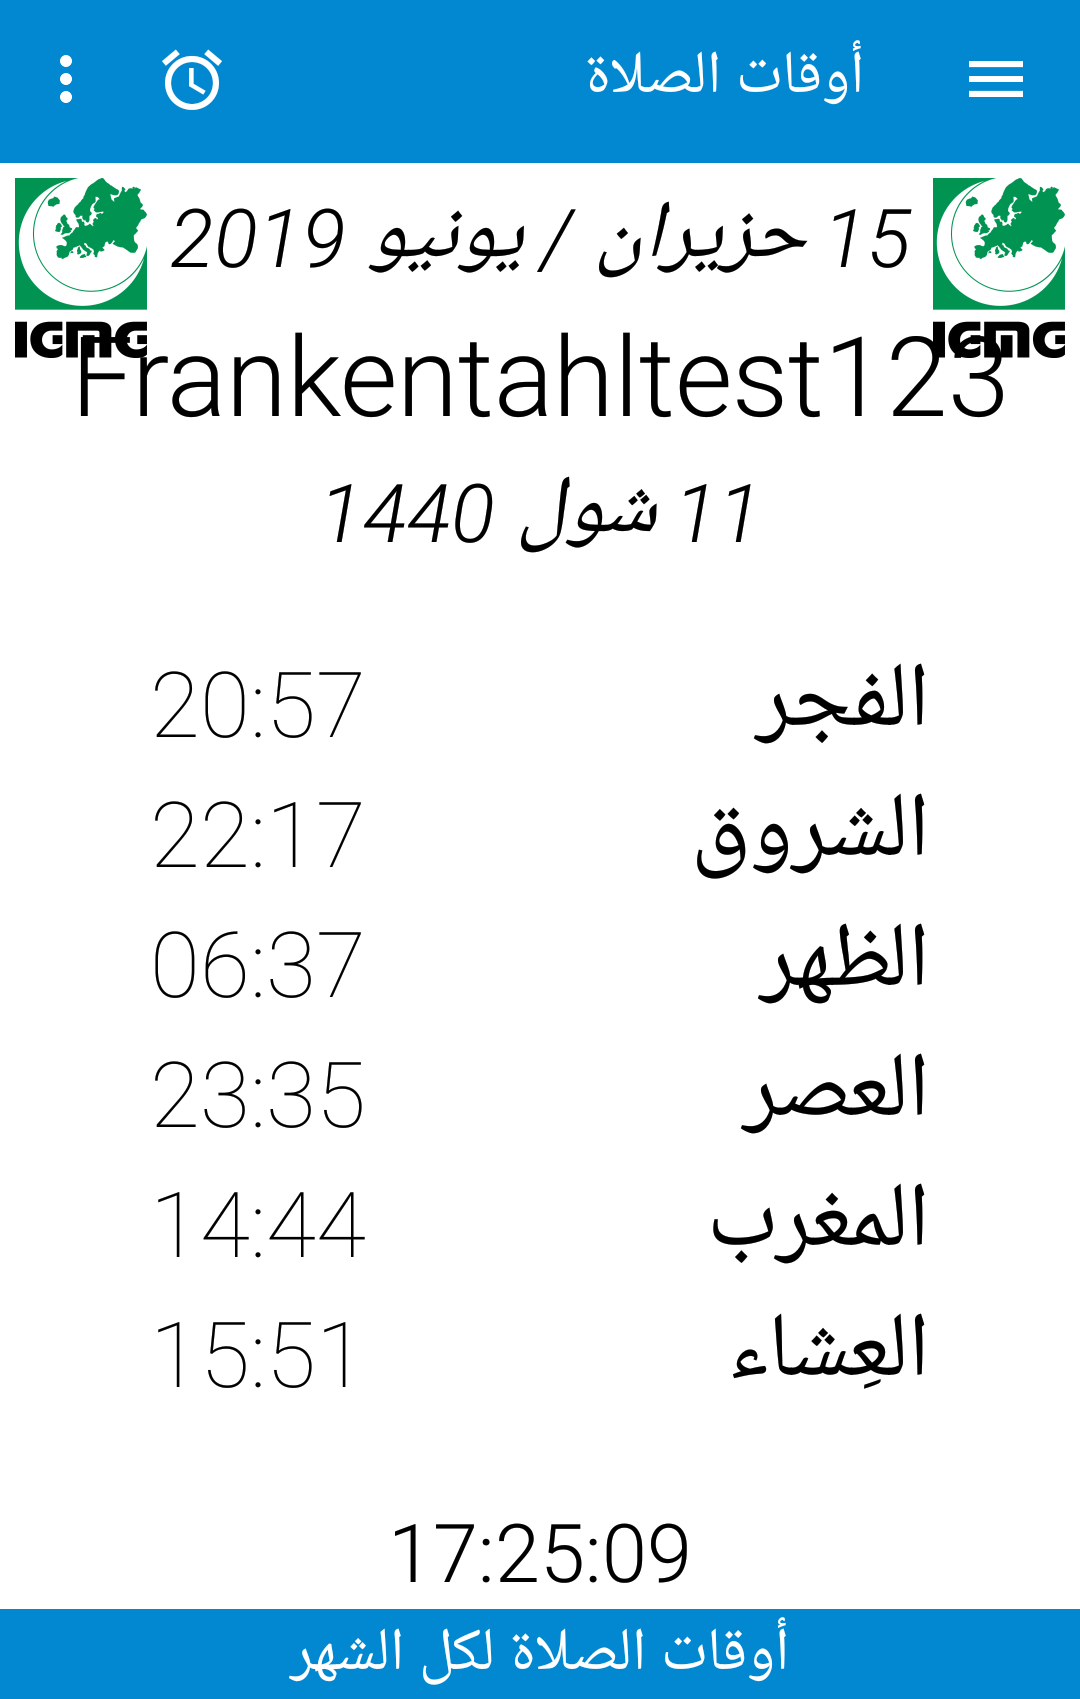 أوقات الصلاة
15 حزيران / يونيو 2019
IGMG IGMG
Frankentahltest123
11 شول 1440
الفجر 20:57
الشروق 22:17
الظهر 06:37
العصر 23:35
المغرب 14:44
العِشاء 15:51
17:25:09
أوقات الصلاة لكل الشهر